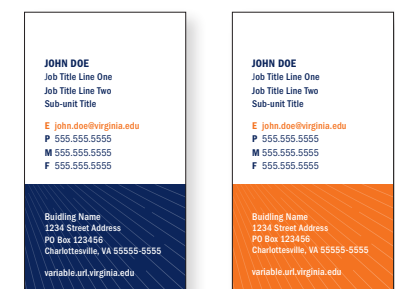 JOHN DOE
Job Title Line One
Job Title Line Two
Sub-unit Title
E john.doe@virginia.edu
P 555.555.5555
M 555.555.5555
F 555.555.5555
Buidling Name
1234 Street Address
PO Box 123456
Charlottesville, VA 55555-5555
variable.url.virginia.edu
JOHN DOE
Job Title Line One
Job Title Line Two
Sub-unit Title
E john.doe@virginia.edu
P 555.555.5555
M 555.555.5555
F 555.555.5555
Buidling Name
1234 Street Address
PO Box 123456
Charlottesville, VA 55555-5555
variable.url.virginia.edu